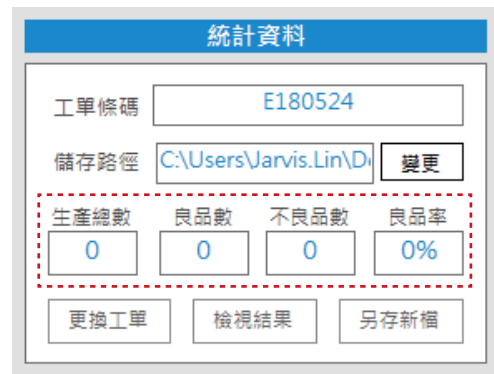 統計資料
工單條碼 E180524
儲存路徑 C:\Users\Jarvis.Lin\D 變更
生產總數 良品數 不良品數 良品率
0 0 0 0%
更換工單 檢視結果 另存新檔